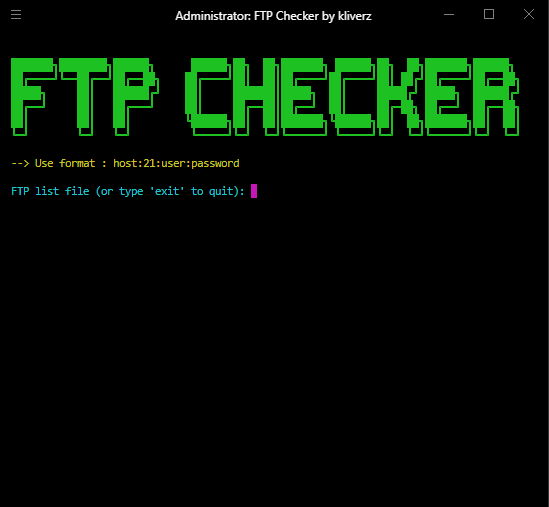 Administrator: FTP Checker by kliverz
FTP CHECKER
--> Use format : host:21:user:password
FTP list file (or type 'exit' to quit):